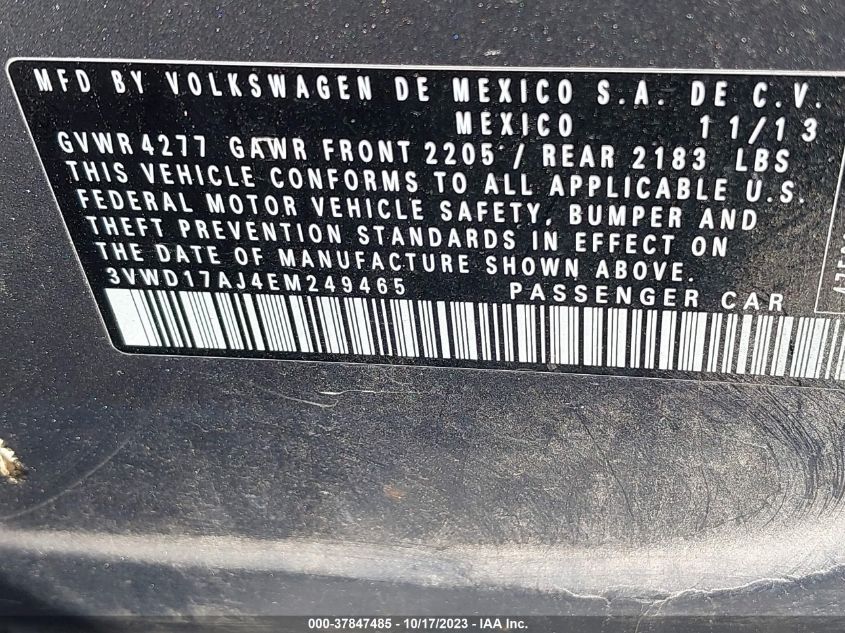 MFD BY VOLKSWAGEN DE MEXICO S.A. DE C.V.
MEXICO 11/13
GVWR 4277 GAWR FRONT 2205 / REAR 2183 LBS
THIS VEHICLE CONFORMS TO ALL APPLICABLE U.S.
FEDERAL MOTOR VEHICLE SAFETY, BUMPER AND
THEFT PREVENTION STANDARDS IN EFFECT ON
THE DATE OF MANUFACTURE SHOWN ABOVE.
3VWD17AJ4EM249465 PASSENGER CAR
000-37847485 - 10/17/2023 - IAA Inc.